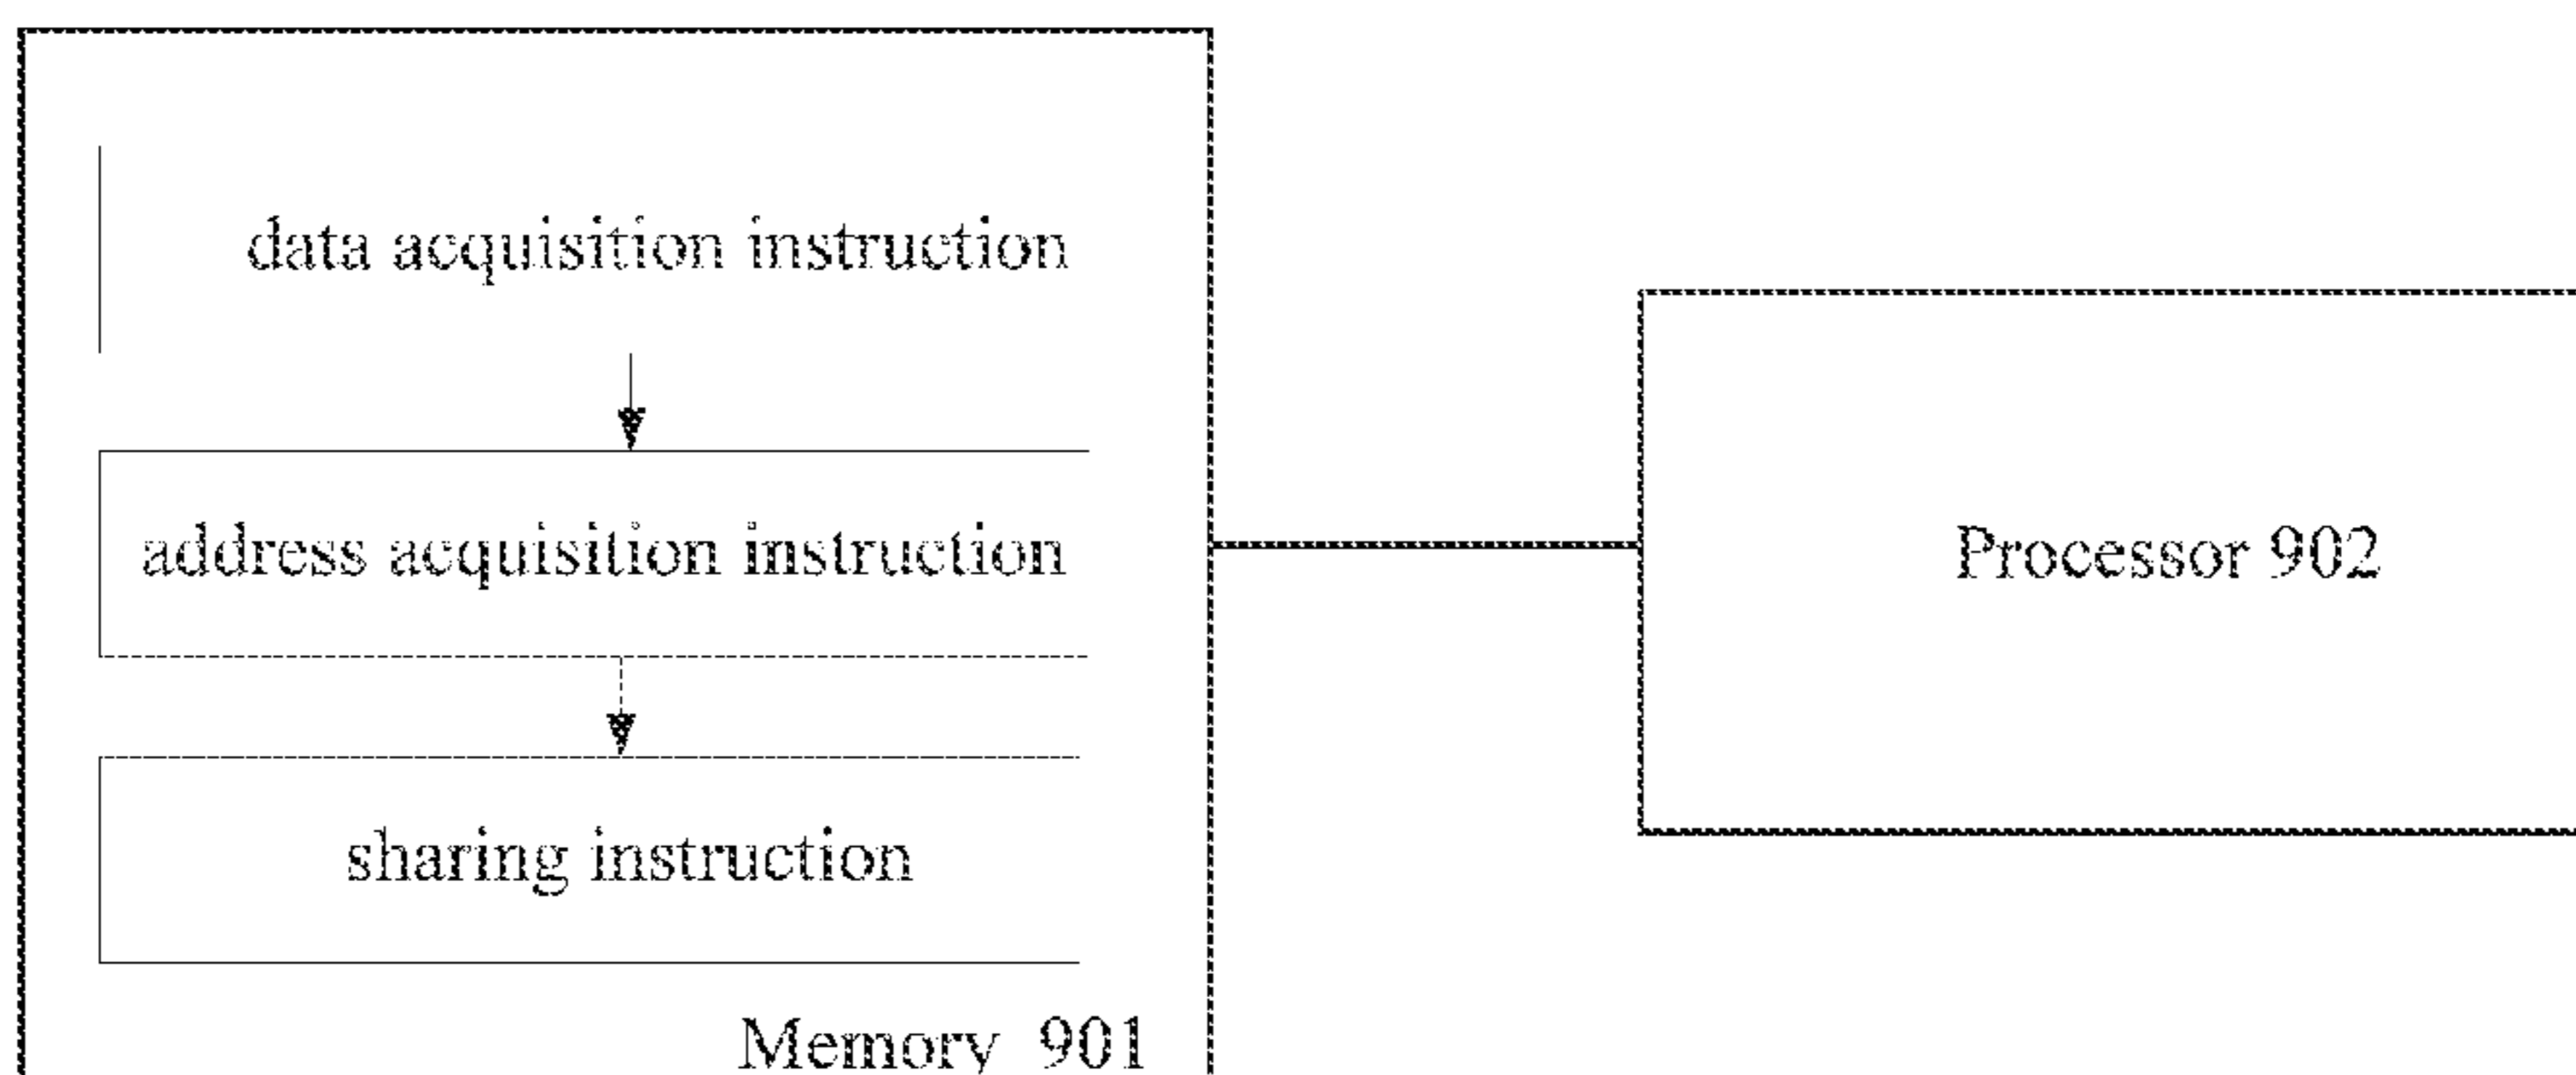 data acquisition instruction
address acquisition instruction
Processor 902
sharing instruction
Memory 901